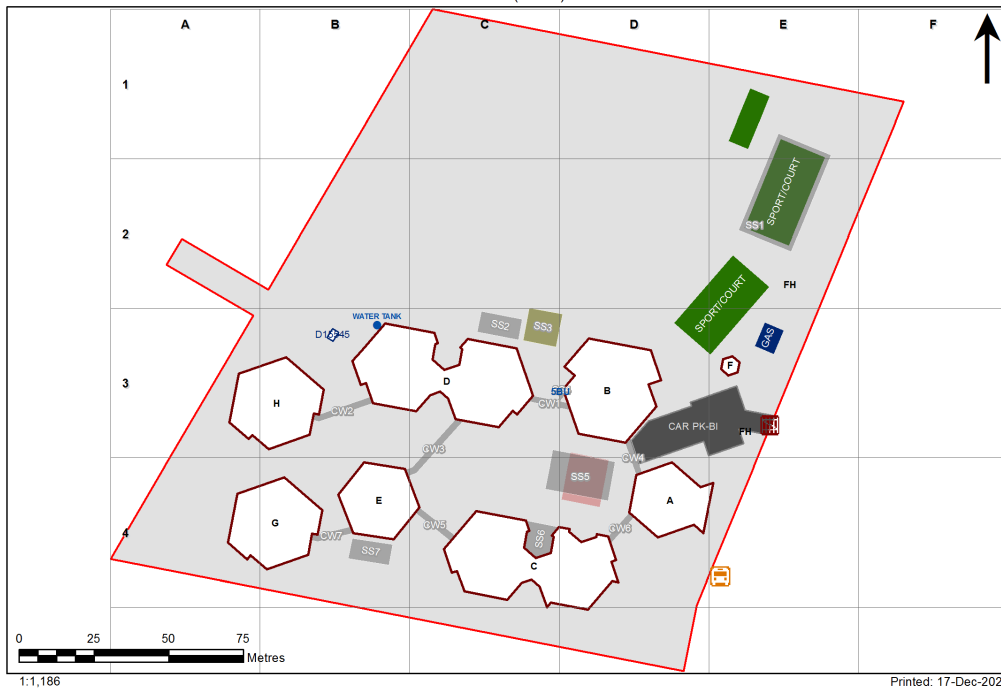 A
B
C
D
E
F
1
SPORT/COURT
SS1
2
FH
SPORT/COURT
WATER TANK
SS2
SS3
GAS
F
3
D
H
CW2
CW1
B
CAR PK-BI
FH
CW3
CW4
SS5
A
E
G
CW5
CW6
SS6
4
CW7
SS7
C
0
25
50
75
Metres
1:1,186
Printed: 17-Dec-202